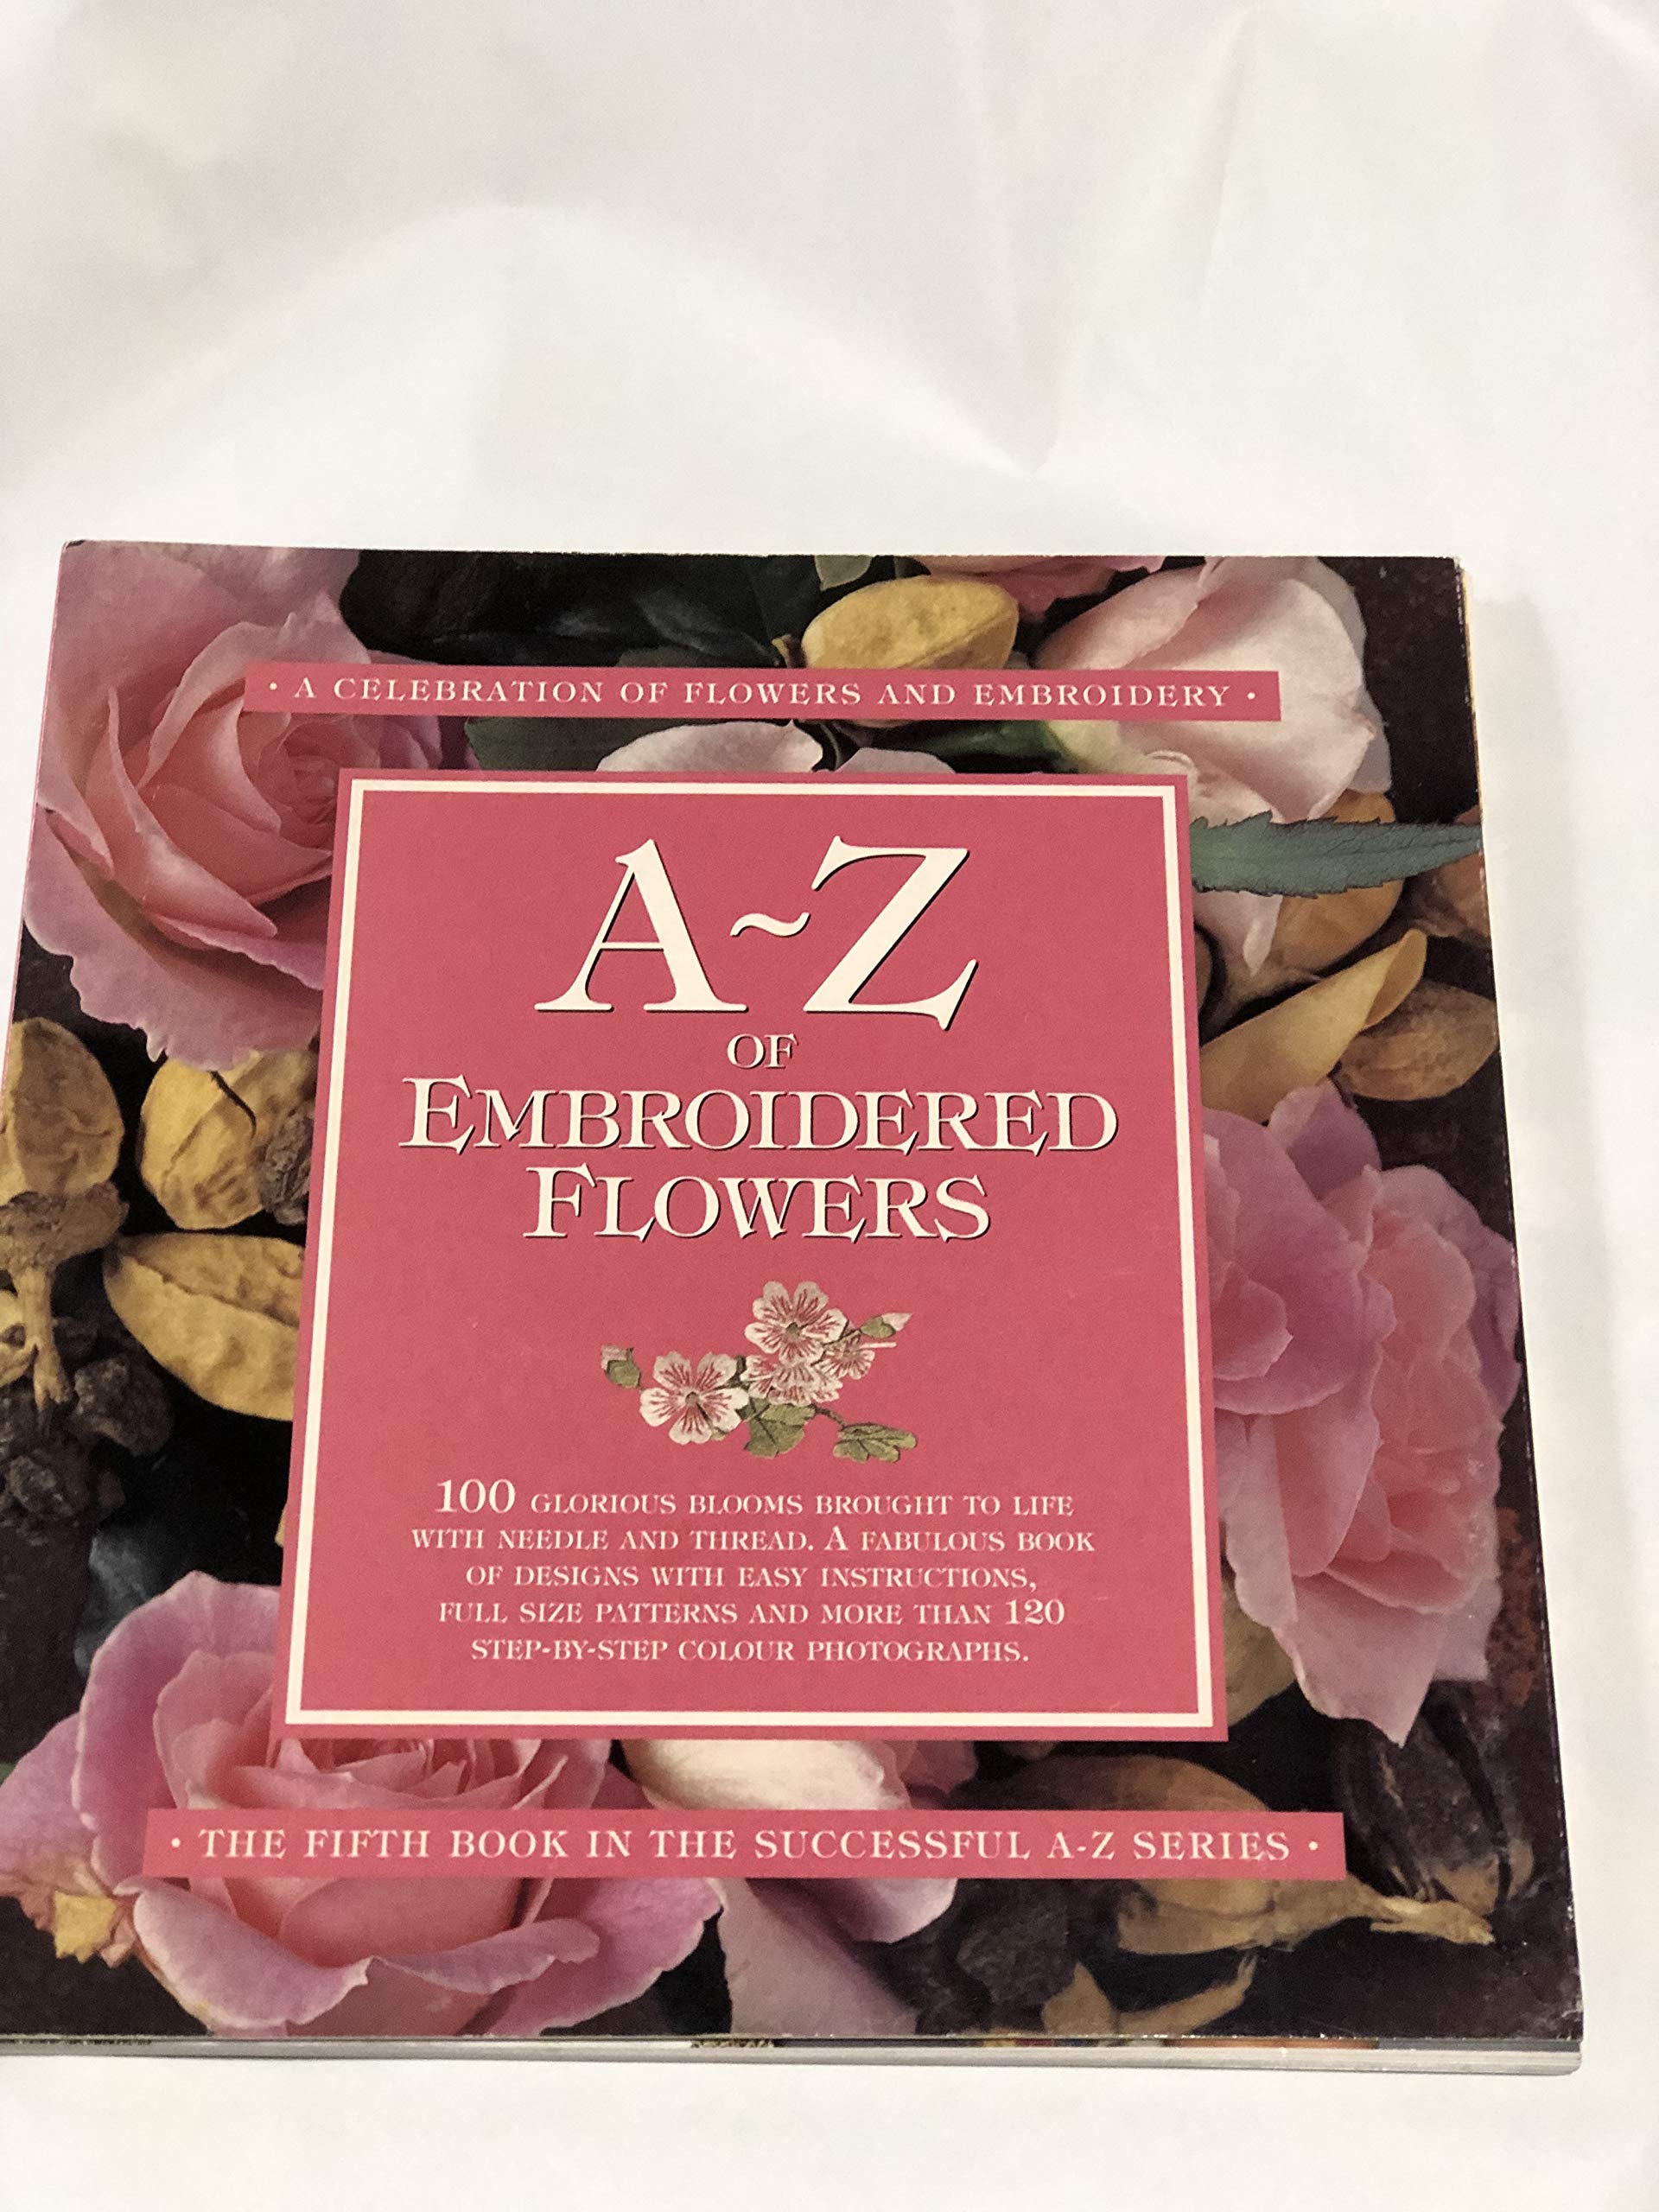 • A CELEBRATION OF FLOWERS AND EMBROIDERY •
A~Z
OF
EMBROIDERED
FLOWERS
100 GLORIOUS BLOOMS BROUGHT TO LIFE
WITH NEEDLE AND THREAD. A FABULOUS BOOK
OF DESIGNS WITH EASY INSTRUCTIONS,
FULL SIZE PATTERNS AND MORE THAN 120
STEP-BY-STEP COLOUR PHOTOGRAPHS.
• THE FIFTH BOOK IN THE SUCCESSFUL A-Z SERIES •